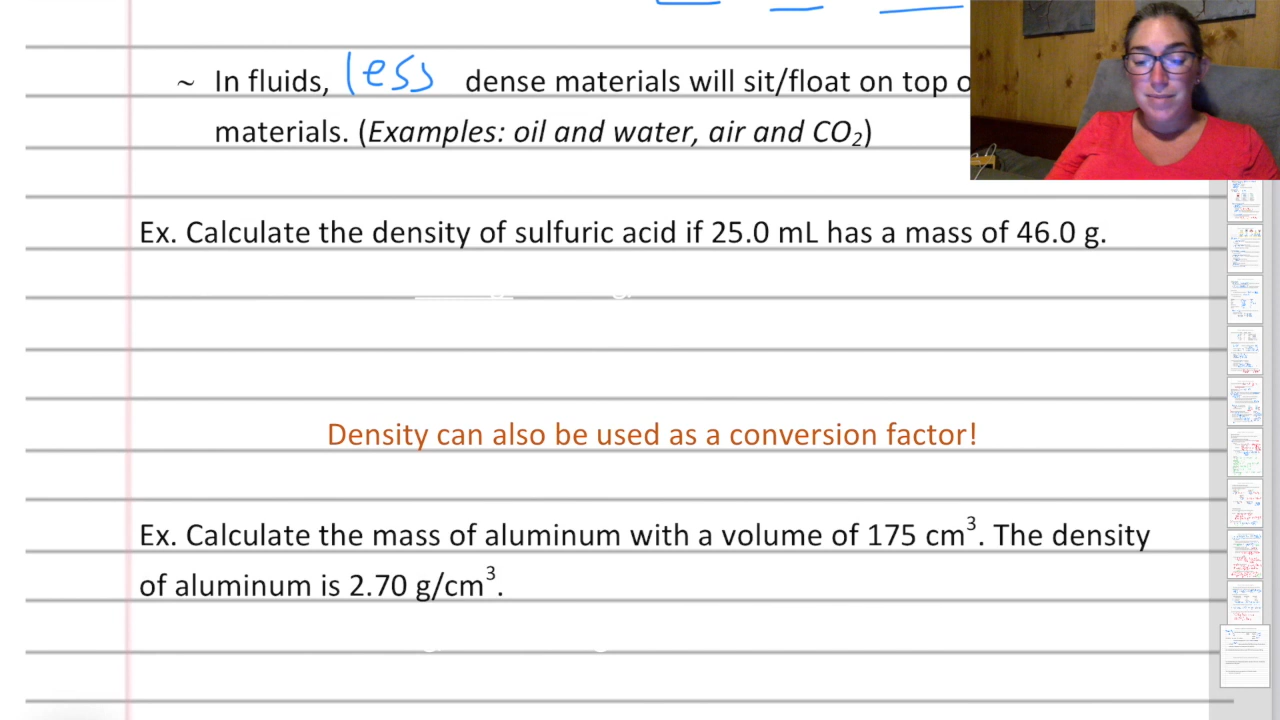 ~ In fluids, less dense materials will sit/float on top
materials. (Examples: oil and water, air and CO₂)
Ex. Calculate the density of sulfuric acid if 25.0 mL has a mass of 46.0 g.
Density can also be used as a conversion factor!
Ex. Calculate the mass of aluminum with a volume of 175 cm³. The density
of aluminum is 2.70 g/cm³.